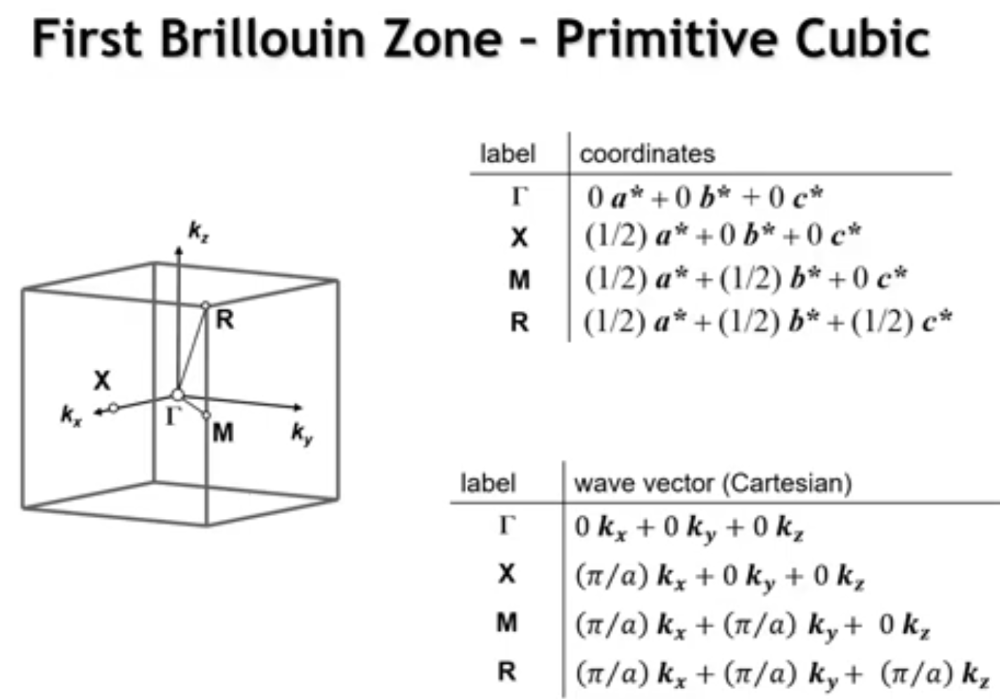 First Brillouin Zone – Primitive Cubic
label coordinates
Γ 0 a* + 0 b* + 0 c*
X (1/2) a* + 0 b* + 0 c*
M (1/2) a* + (1/2) b* + 0 c*
R (1/2) a* + (1/2) b* + (1/2) c*
k_z
R
X
k_x
Γ
M
k_y
label wave vector (Cartesian)
Γ 0 k_x + 0 k_y + 0 k_z
X (π/a) k_x + 0 k_y + 0 k_z
M (π/a) k_x + (π/a) k_y + 0 k_z
R (π/a) k_x + (π/a) k_y + (π/a) k_z